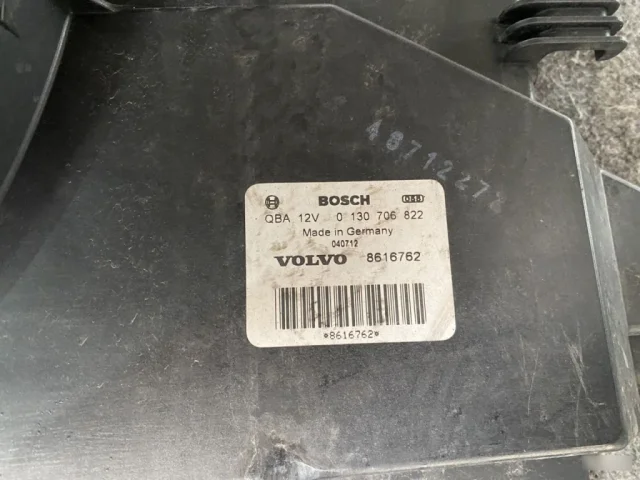 BOSCH
QBA 12V 0 130 706 822
Made in Germany
040712
VOLVO 8616762
*8616762*